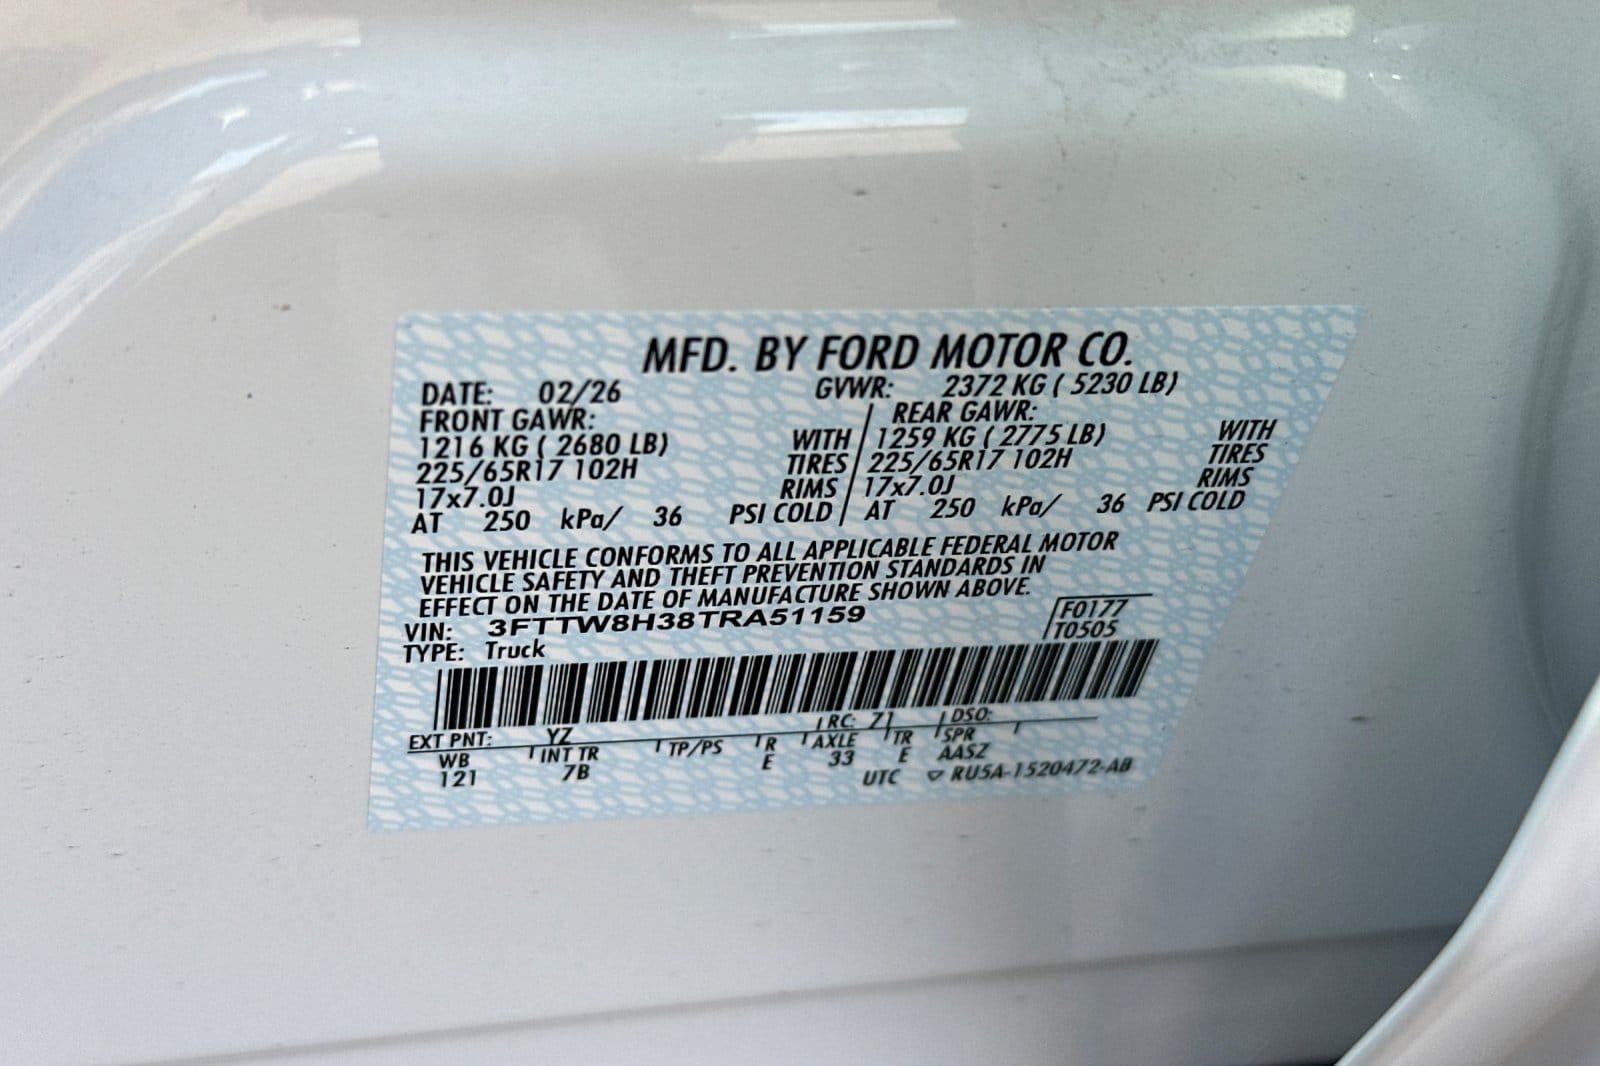 MFD. BY FORD MOTOR CO.
DATE: 02/26 GVWR: 2372 KG ( 5230 LB)
FRONT GAWR: REAR GAWR:
1216 KG ( 2680 LB) WITH 1259 KG ( 2775 LB) WITH
225/65R17 102H TIRES 225/65R17 102H TIRES
17x7.0J RIMS 17x7.0J RIMS
AT 250 kPa/ 36 PSI COLD AT 250 kPa/ 36 PSI COLD
THIS VEHICLE CONFORMS TO ALL APPLICABLE FEDERAL MOTOR
VEHICLE SAFETY AND THEFT PREVENTION STANDARDS IN
EFFECT ON THE DATE OF MANUFACTURE SHOWN ABOVE.
VIN: 3FTTW8H38TRA51159 F0177
TYPE: Truck T0505
EXT PNT: YZ RC: 71 DSO:
WB INT TR TP/PS R AXLE TR SPR
121 7B E 33 E AASZ
UTC RU5A-1520472-AB